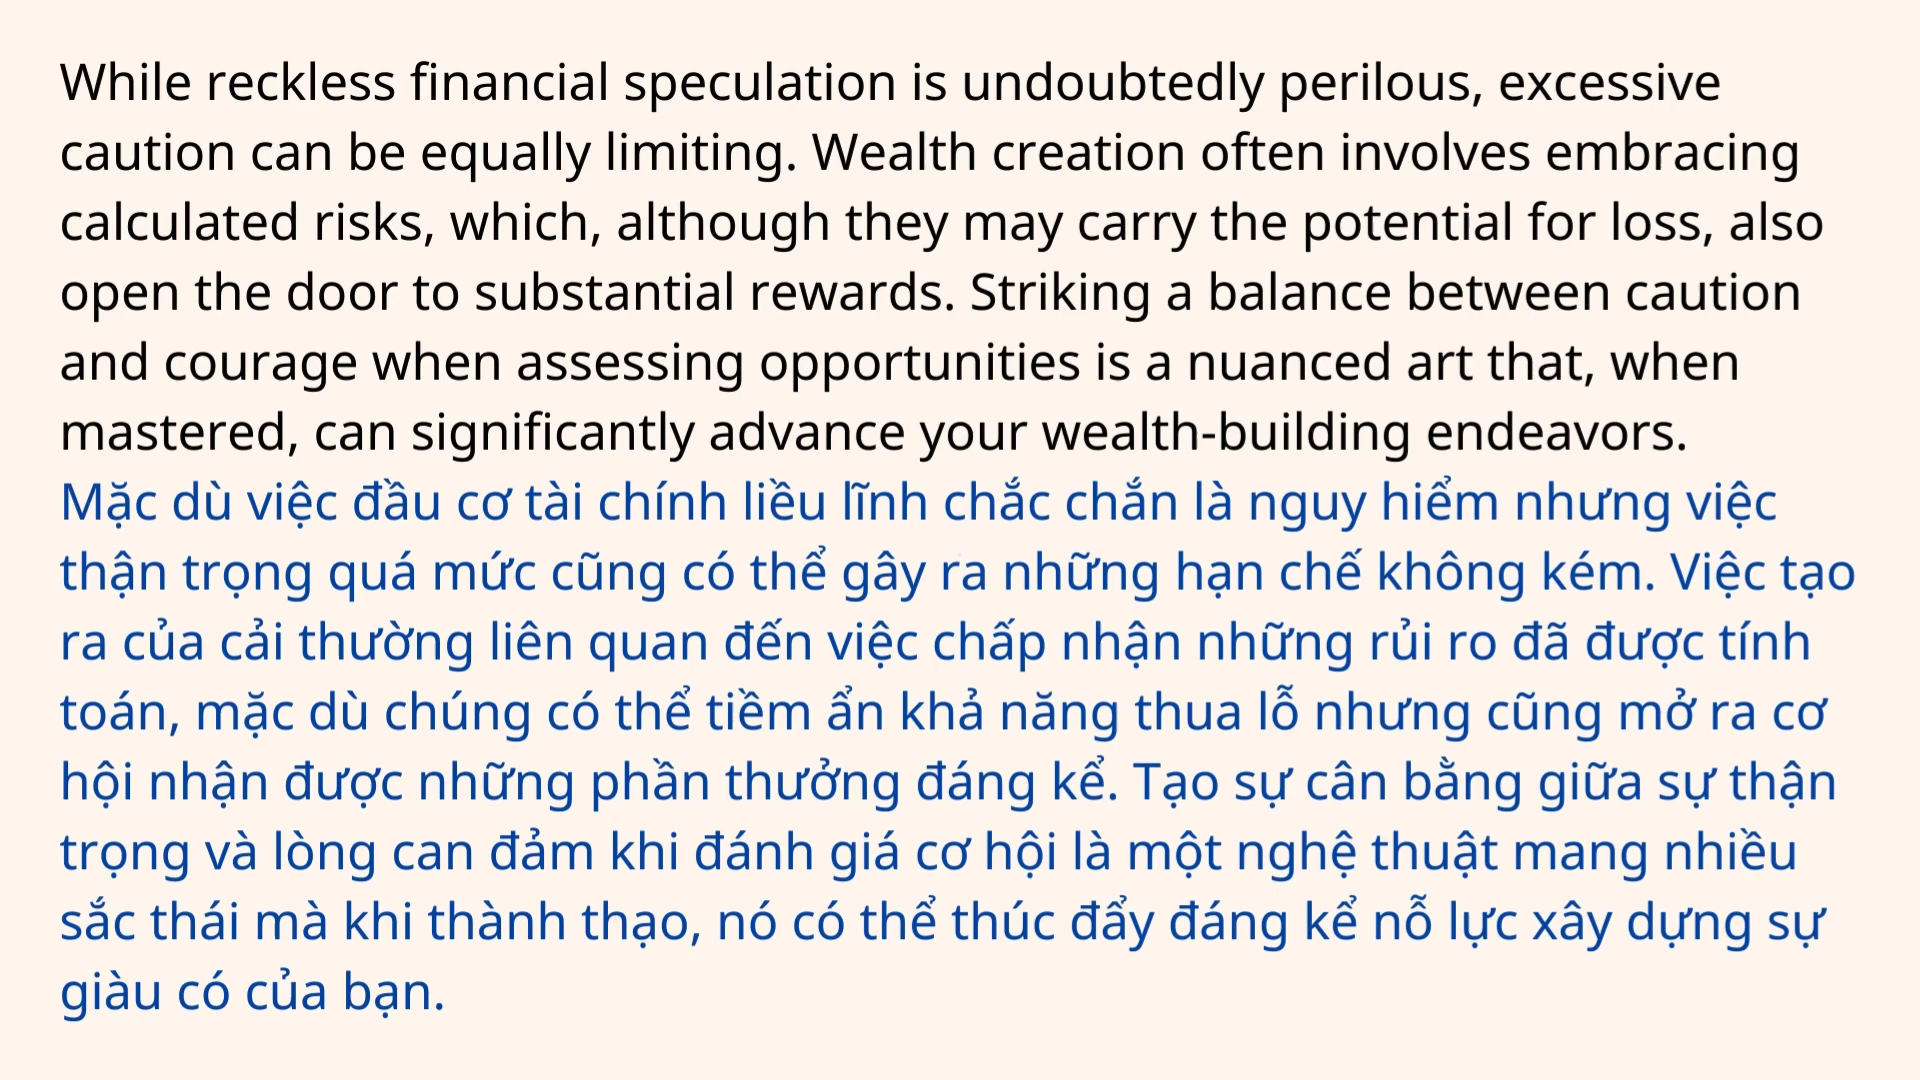 While reckless financial speculation is undoubtedly perilous, excessive
caution can be equally limiting. Wealth creation often involves embracing
calculated risks, which, although they may carry the potential for loss, also
open the door to substantial rewards. Striking a balance between caution
and courage when assessing opportunities is a nuanced art that, when
mastered, can significantly advance your wealth-building endeavors.
Mặc dù việc đầu cơ tài chính liều lĩnh chắc chắn là nguy hiểm nhưng việc
thận trọng quá mức cũng có thể gây ra những hạn chế không kém. Việc tạo
ra của cải thường liên quan đến việc chấp nhận những rủi ro đã được tính
toán, mặc dù chúng có thể tiềm ẩn khả năng thua lỗ nhưng cũng mở ra cơ
hội nhận được những phần thưởng đáng kể. Tạo sự cân bằng giữa sự thận
trọng và lòng can đảm khi đánh giá cơ hội là một nghệ thuật mang nhiều
sắc thái mà khi thành thạo, nó có thể thúc đẩy đáng kể nỗ lực xây dựng sự
giàu có của bạn.